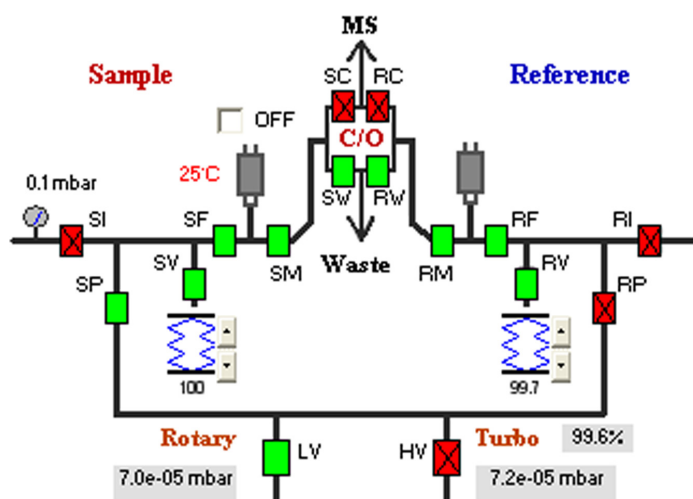 MS
Sample
SC RC
Reference
OFF
C/O
25°C
0.1 mbar
SI
SF
SW RW
RF
RI
SV
SM
Waste
RM
RV
SP
RP
100
99.7
Rotary
LV
HV
Turbo
99.6%
7.0e-05 mbar
7.2e-05 mbar